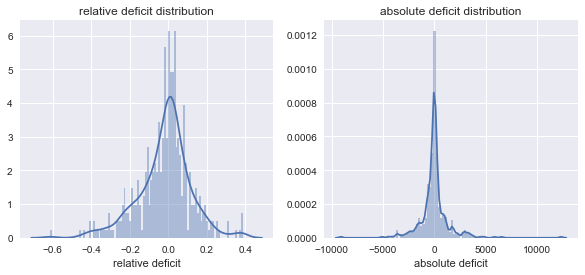 relative deficit distribution
6
5
4
3
2
1
0
−0.6 −0.4 −0.2 0.0 0.2 0.4
relative deficit
absolute deficit distribution
0.0012
0.0010
0.0008
0.0006
0.0004
0.0002
0.0000
−10000 −5000 0 5000 10000
absolute deficit